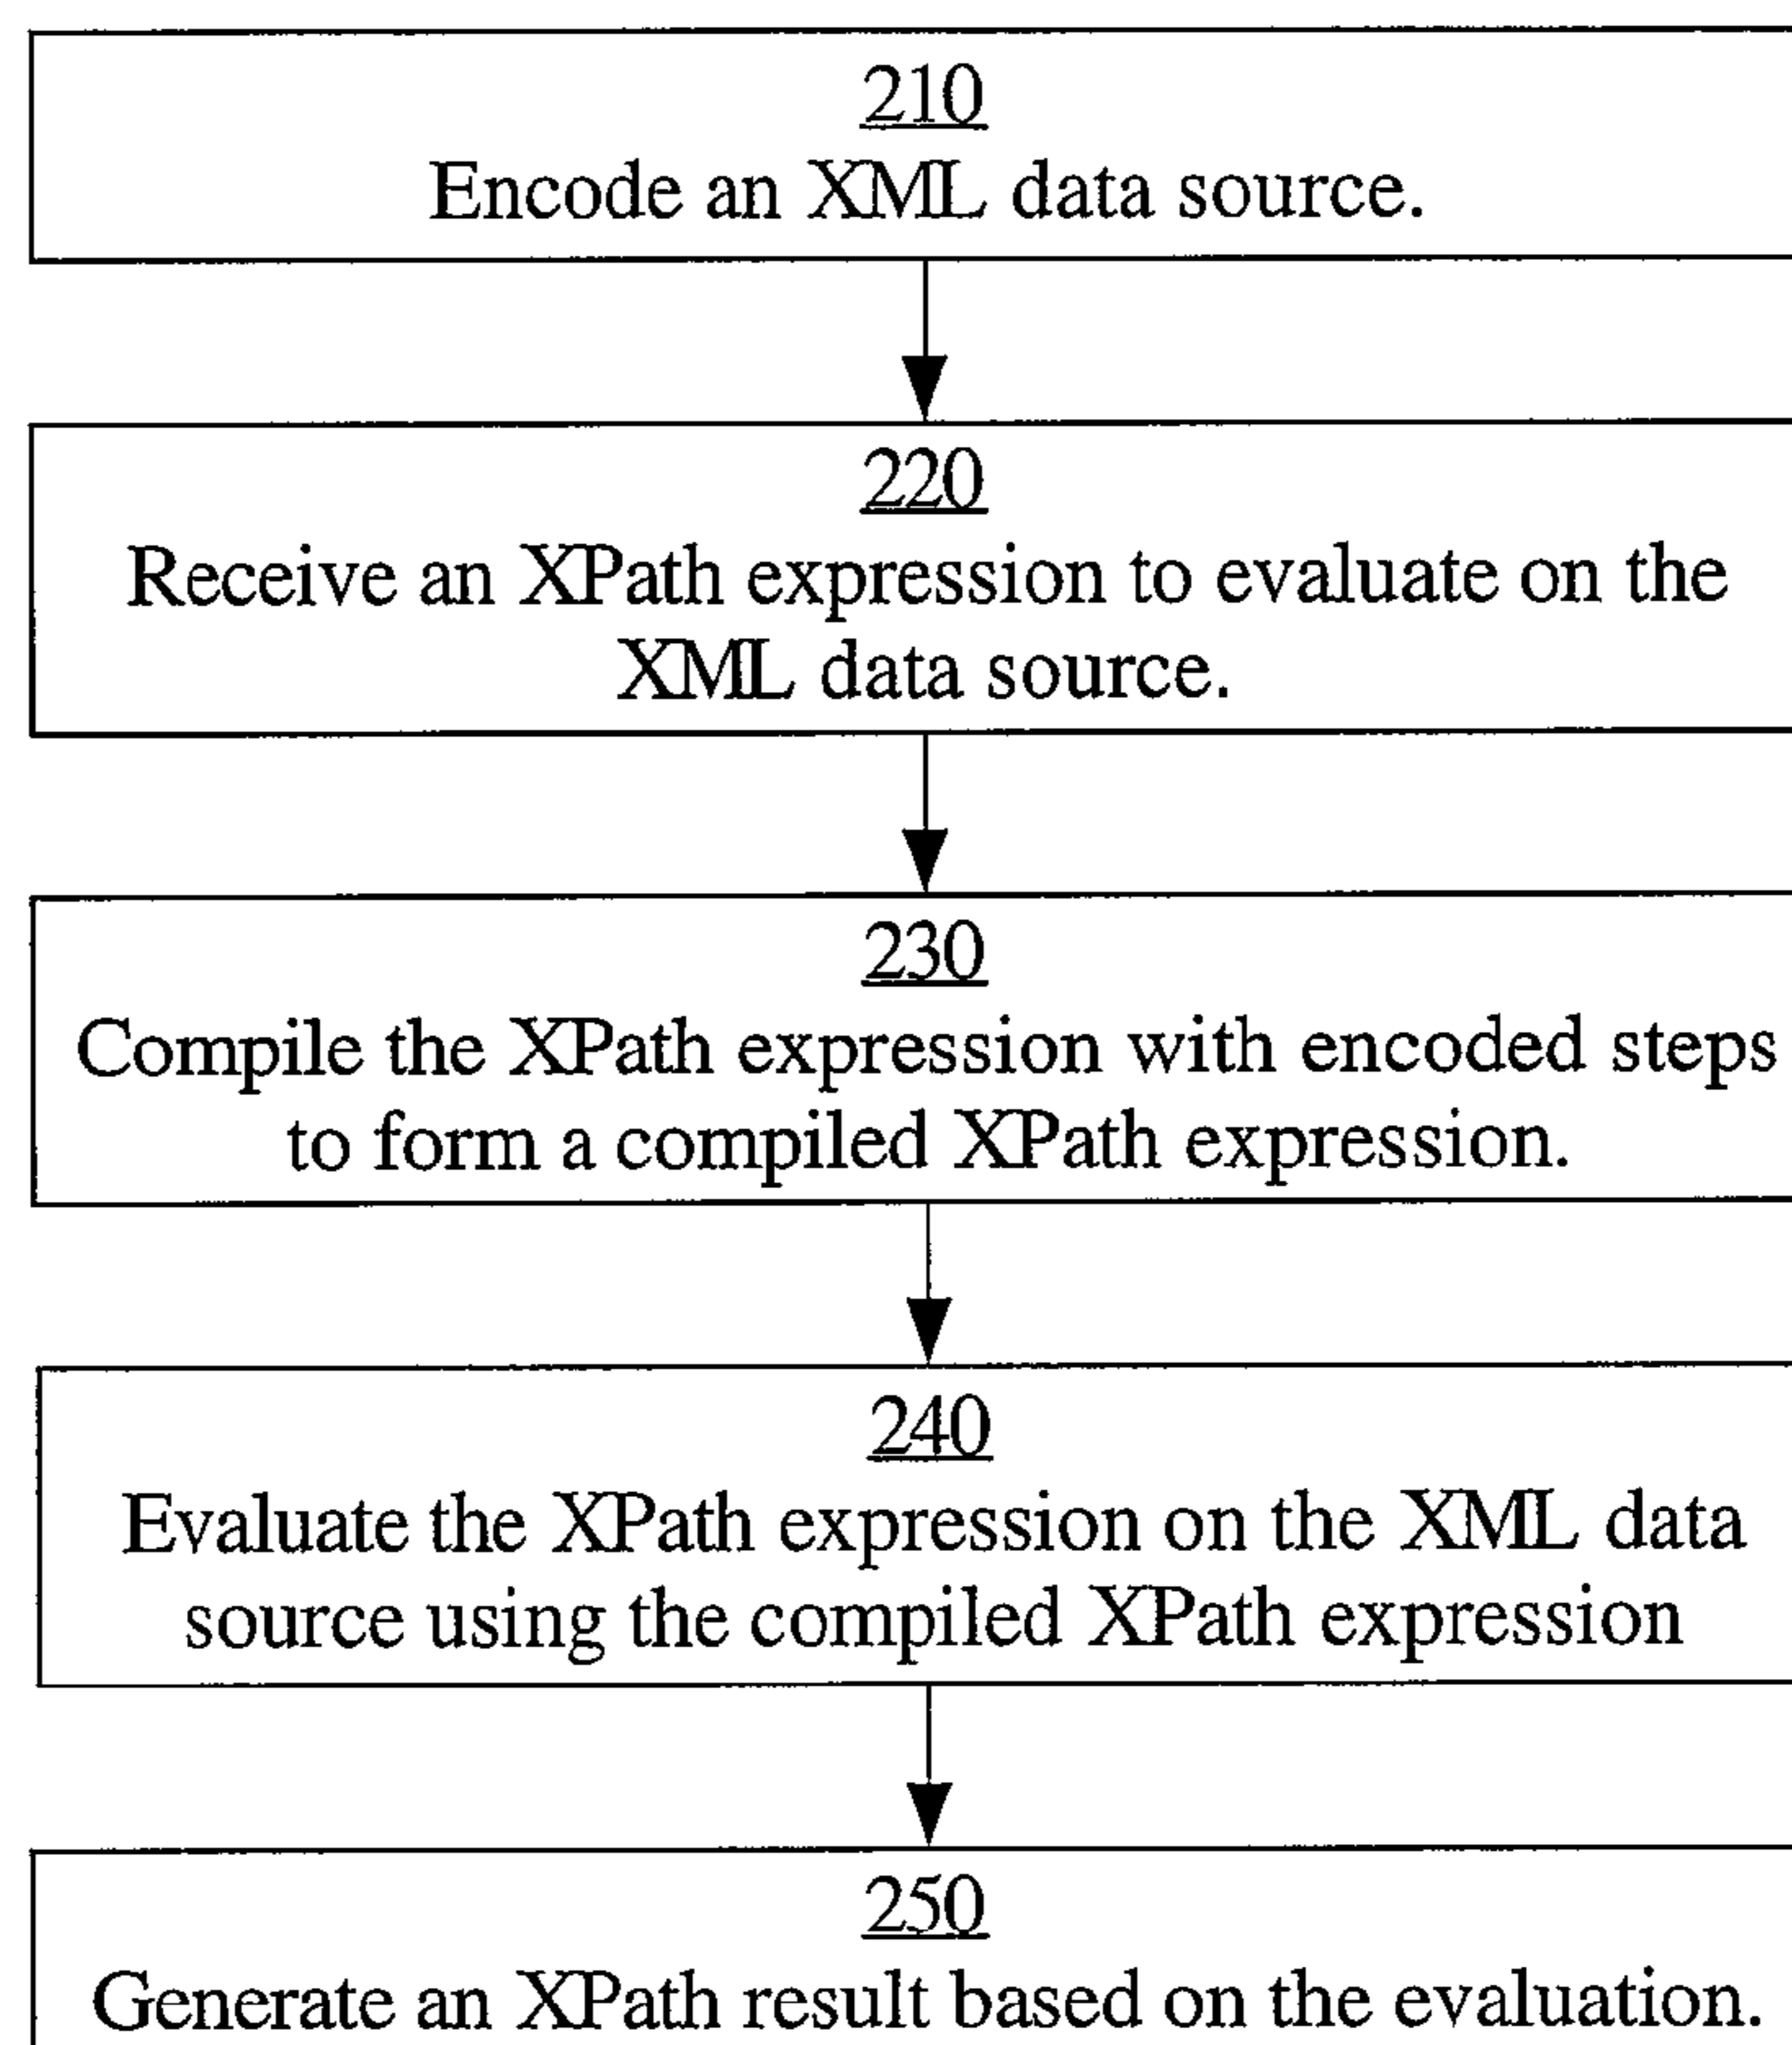 210
Encode an XML data source.
220
Receive an XPath expression to evaluate on the
XML data source.
230
Compile the XPath expression with encoded steps
to form a compiled XPath expression.
240
Evaluate the XPath expression on the XML data
source using the compiled XPath expression
250
Generate an XPath result based on the evaluation.